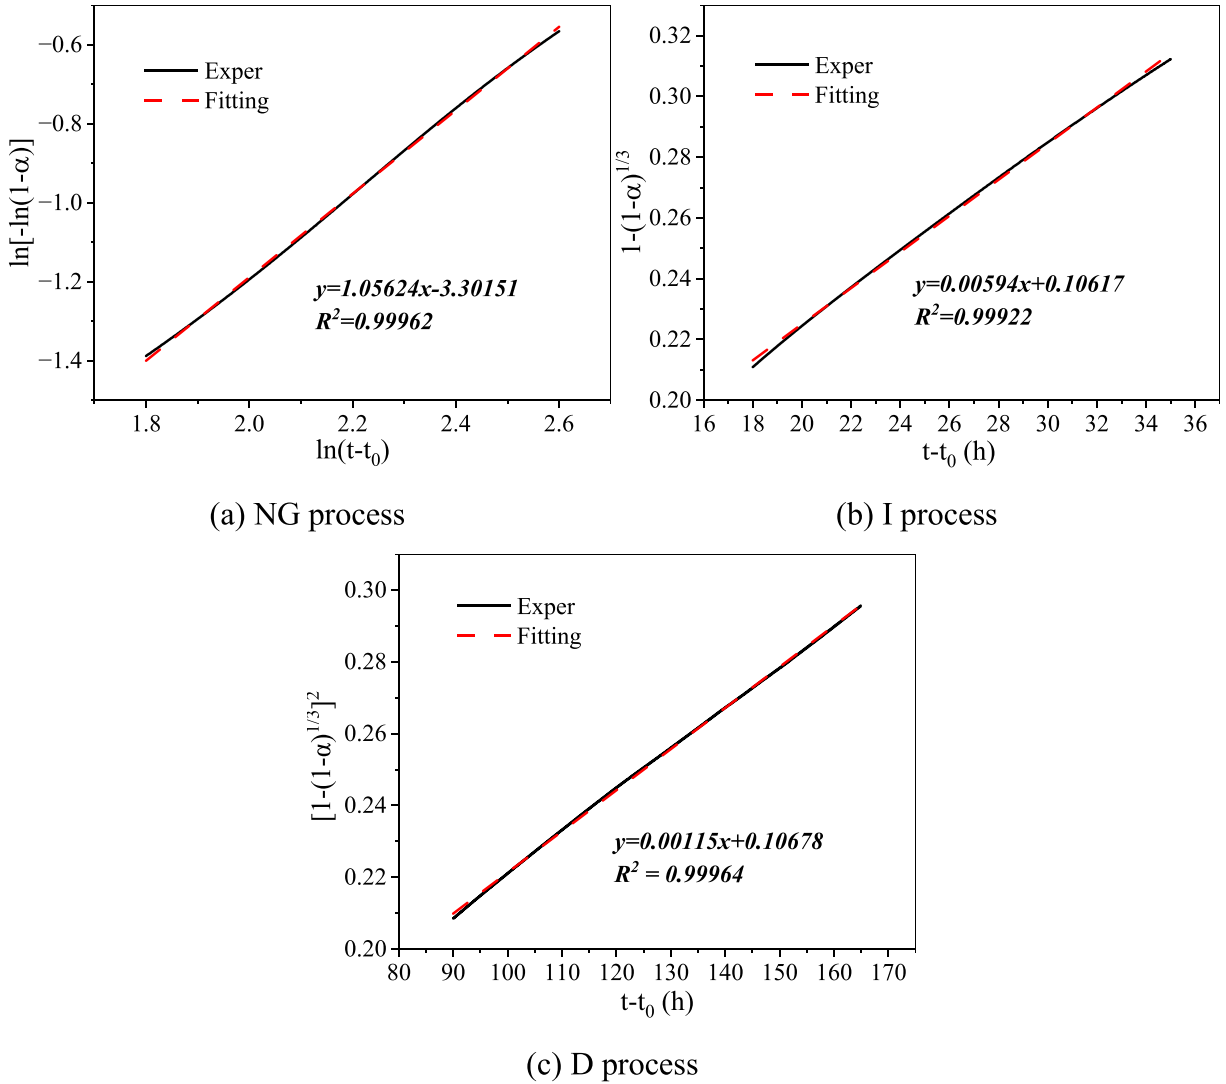 −0.6
−0.8
−1.0
−1.2
−1.4
ln[-ln(1-α)]
Exper
Fitting
y=1.05624x-3.30151
R²=0.99962
1.8 2.0 2.2 2.4 2.6
ln(t-t₀)
(a) NG process
0.32
0.30
0.28
0.26
0.24
0.22
0.20
1-(1-α)^1/3
Exper
Fitting
y=0.00594x+0.10617
R²=0.99922
16 18 20 22 24 26 28 30 32 34 36
t-t₀ (h)
(b) I process
0.30
0.28
0.26
0.24
0.22
0.20
[1-(1-α)^1/3]²
Exper
Fitting
y=0.00115x+0.10678
R² = 0.99964
80 90 100 110 120 130 140 150 160 170
t-t₀ (h)
(c) D process